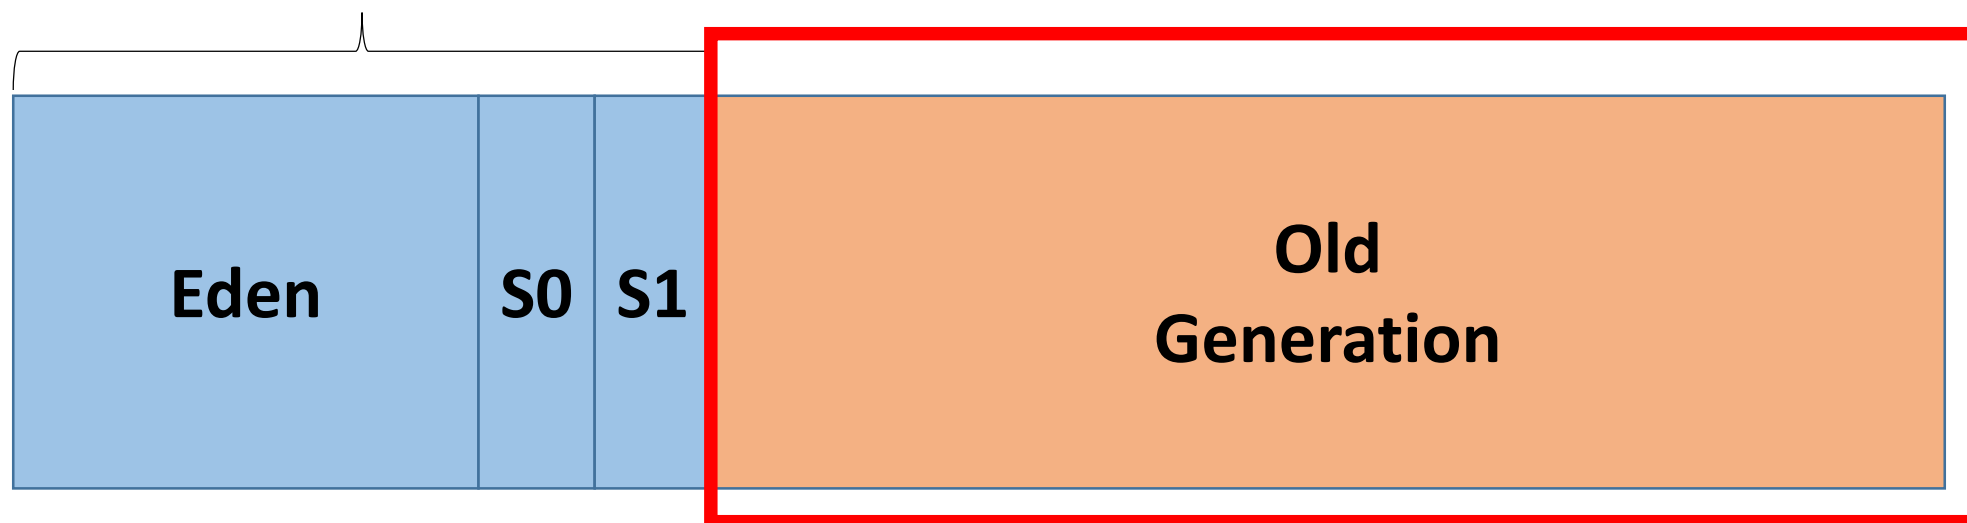 Eden
S0
S1
Old
Generation